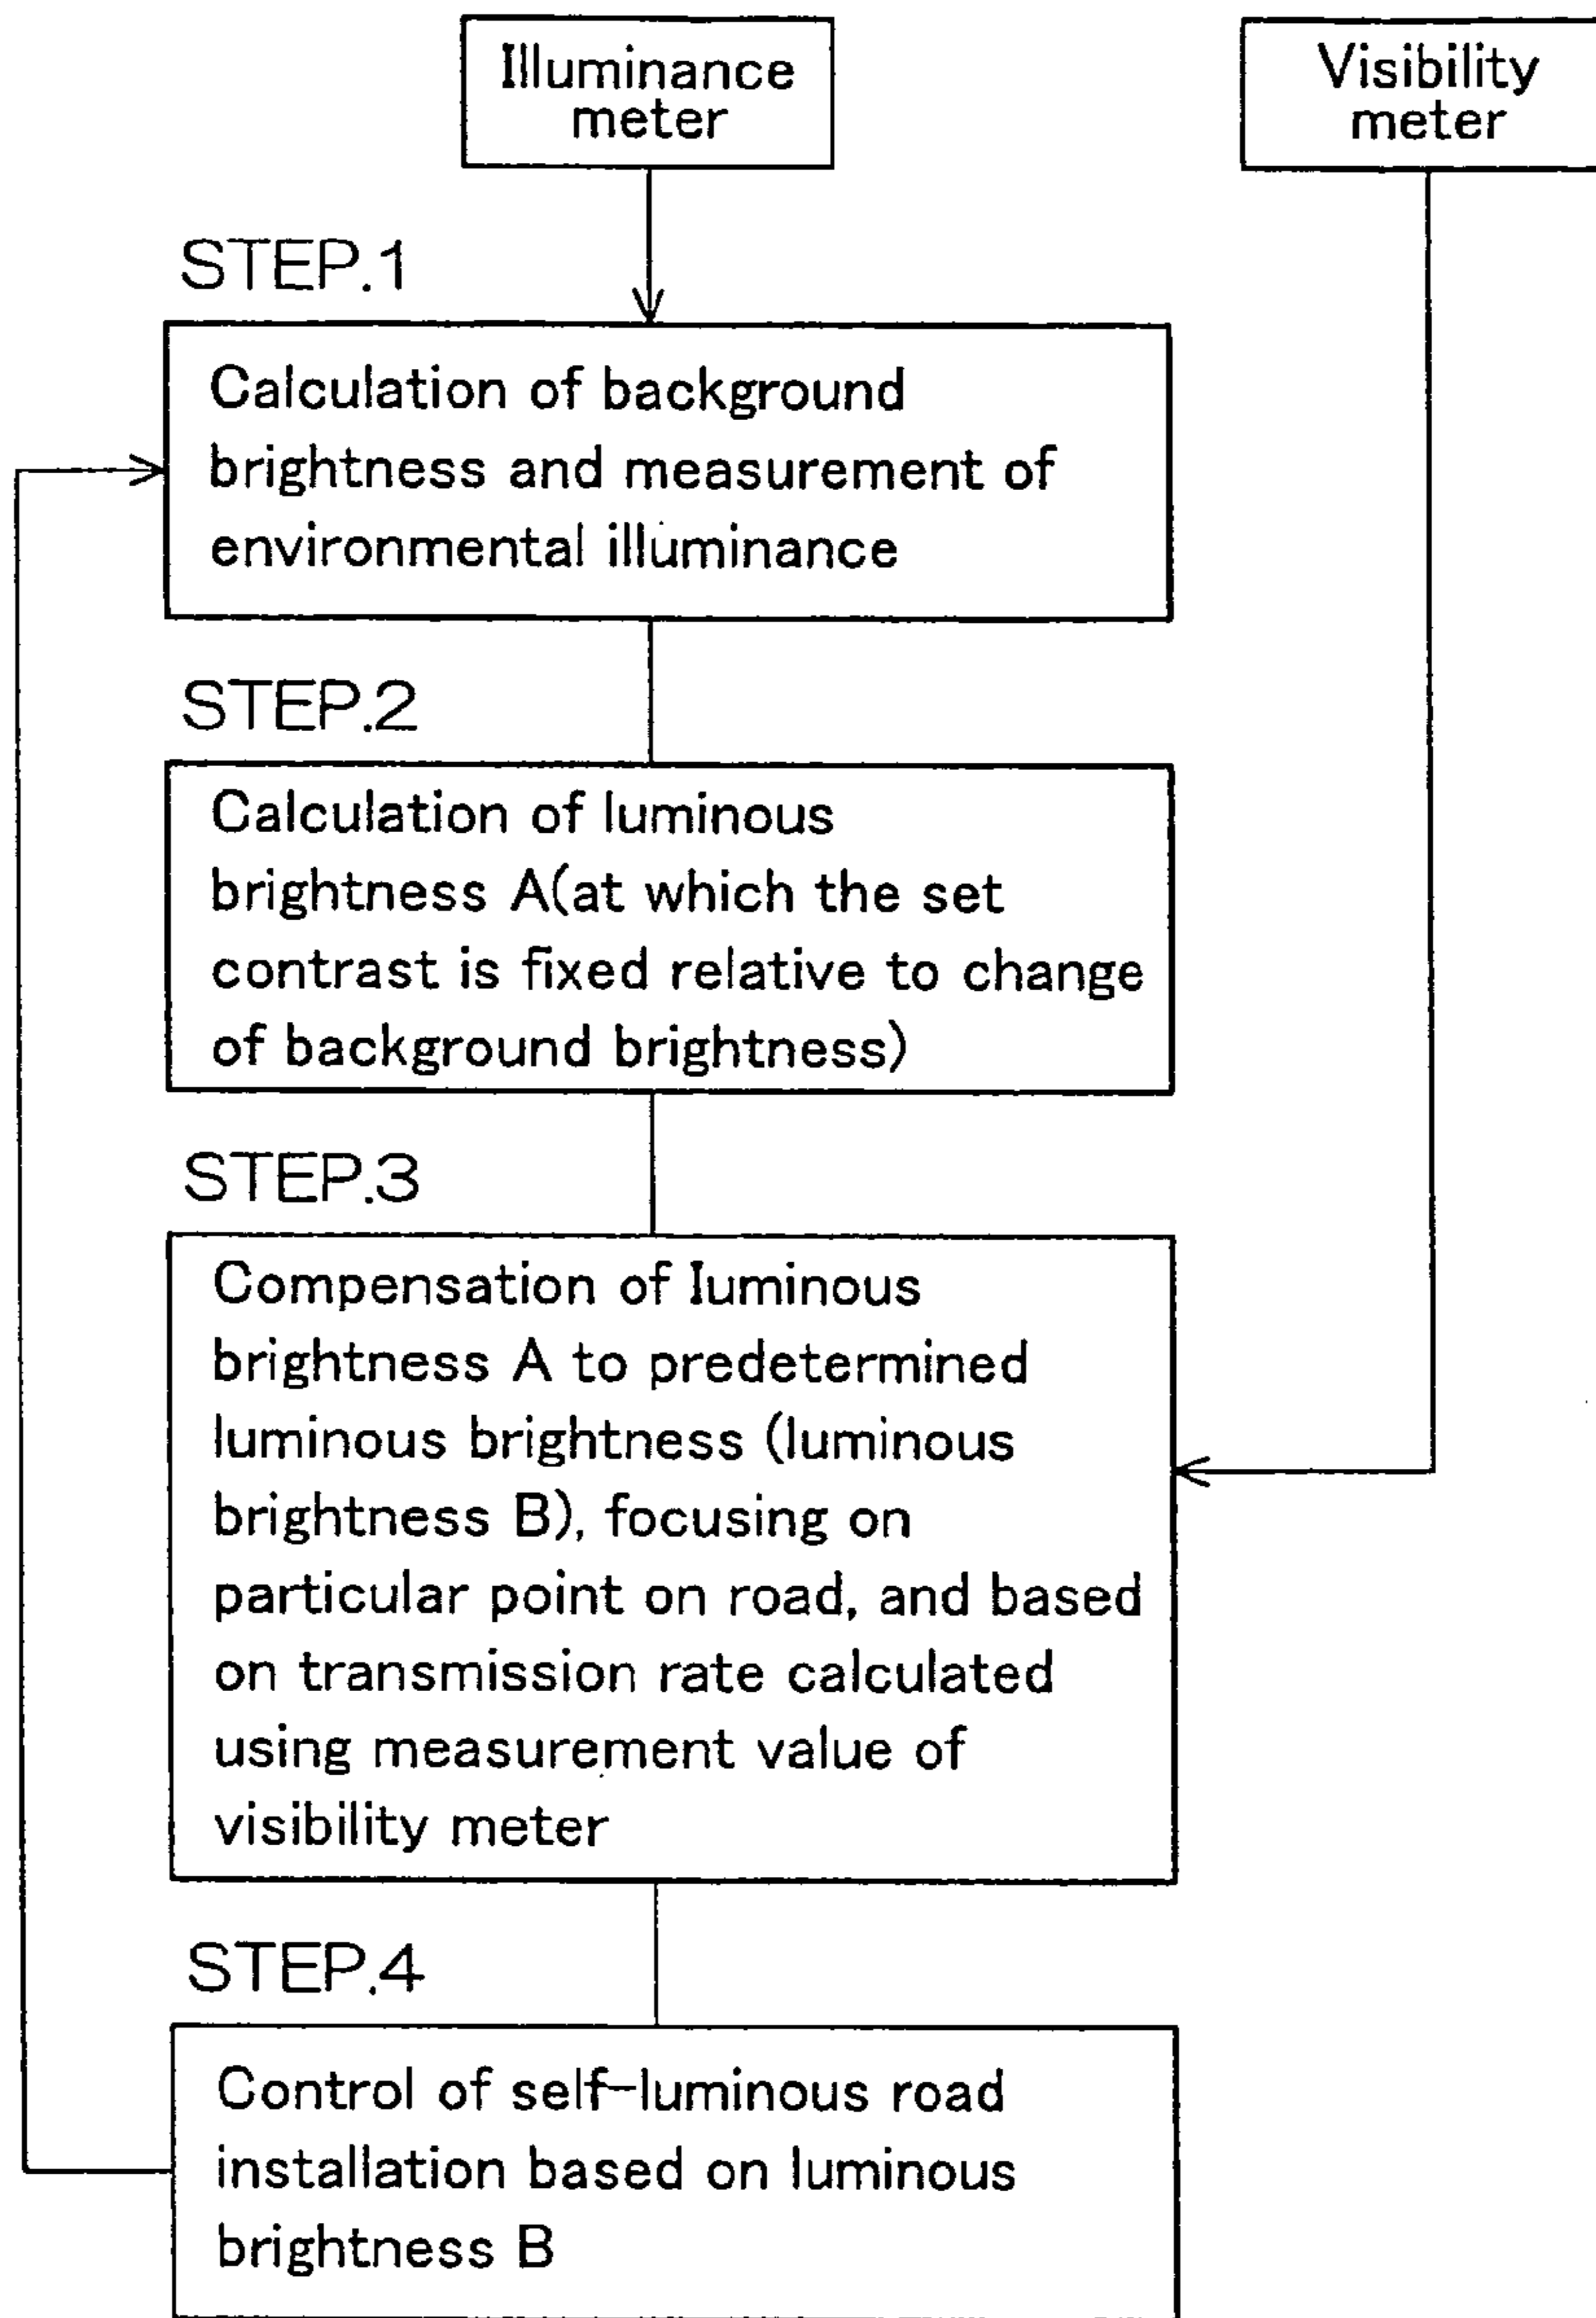 Illuminance
meter
Visibility
meter
STEP.1
Calculation of background
brightness and measurement of
environmental illuminance
STEP.2
Calculation of luminous
brightness A(at which the set
contrast is fixed relative to change
of background brightness)
STEP.3
Compensation of luminous
brightness A to predetermined
luminous brightness (luminous
brightness B), focusing on
particular point on road, and based
on transmission rate calculated
using measurement value of
visibility meter
STEP.4
Control of self-luminous road
installation based on luminous
brightness B